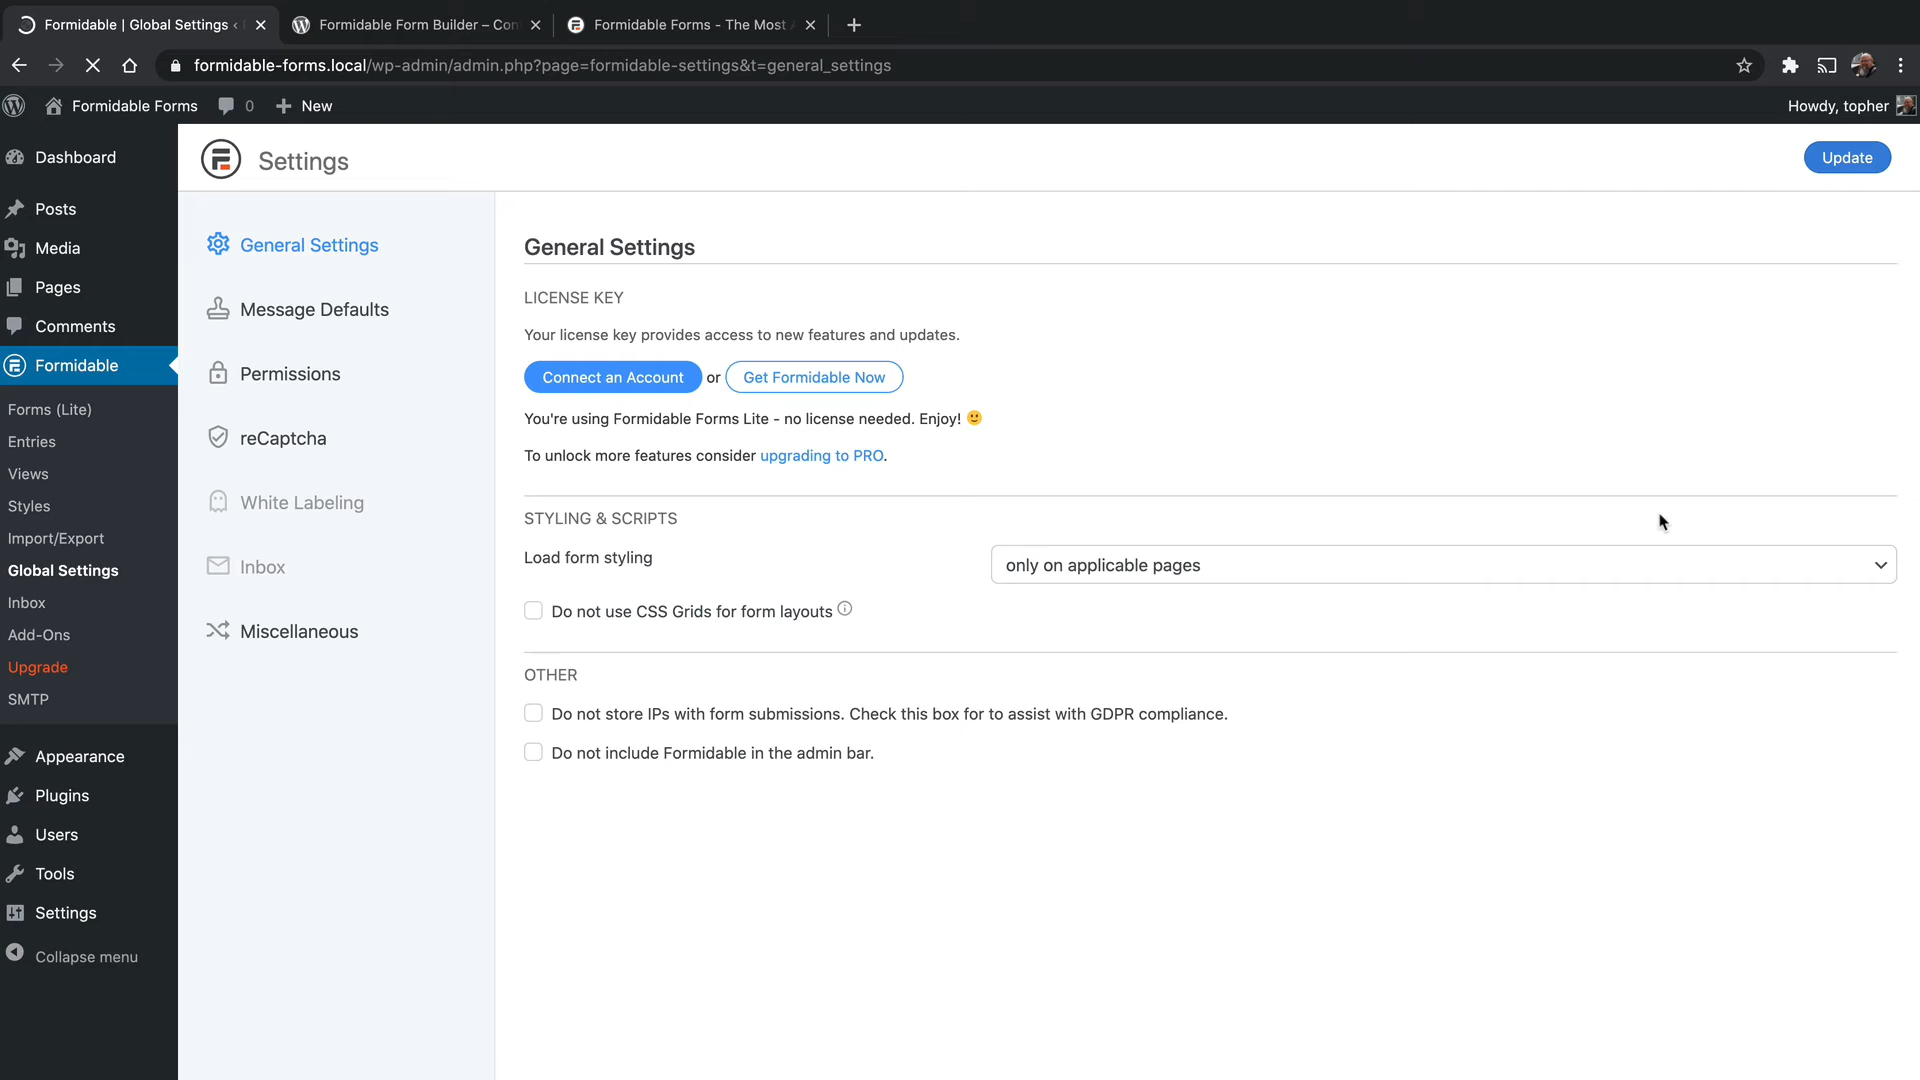 Formidable | Global Settings ‹
Formidable Form Builder – Con
Formidable Forms - The Most
formidable-forms.local/wp-admin/admin.php?page=formidable-settings&t=general_settings
Formidable Forms
0
New
Howdy, topher
Dashboard
Posts
Media
Pages
Comments
Formidable
Forms (Lite)
Entries
Views
Styles
Import/Export
Global Settings
Inbox
Add-Ons
Upgrade
SMTP
Appearance
Plugins
Users
Tools
Settings
Collapse menu
Settings
Update
General Settings
Message Defaults
Permissions
reCaptcha
White Labeling
Inbox
Miscellaneous
General Settings
LICENSE KEY
Your license key provides access to new features and updates.
Connect an Account or Get Formidable Now
You're using Formidable Forms Lite - no license needed. Enjoy! 🙂
To unlock more features consider upgrading to PRO.
STYLING & SCRIPTS
Load form styling
only on applicable pages
Do not use CSS Grids for form layouts
OTHER
Do not store IPs with form submissions. Check this box for to assist with GDPR compliance.
Do not include Formidable in the admin bar.